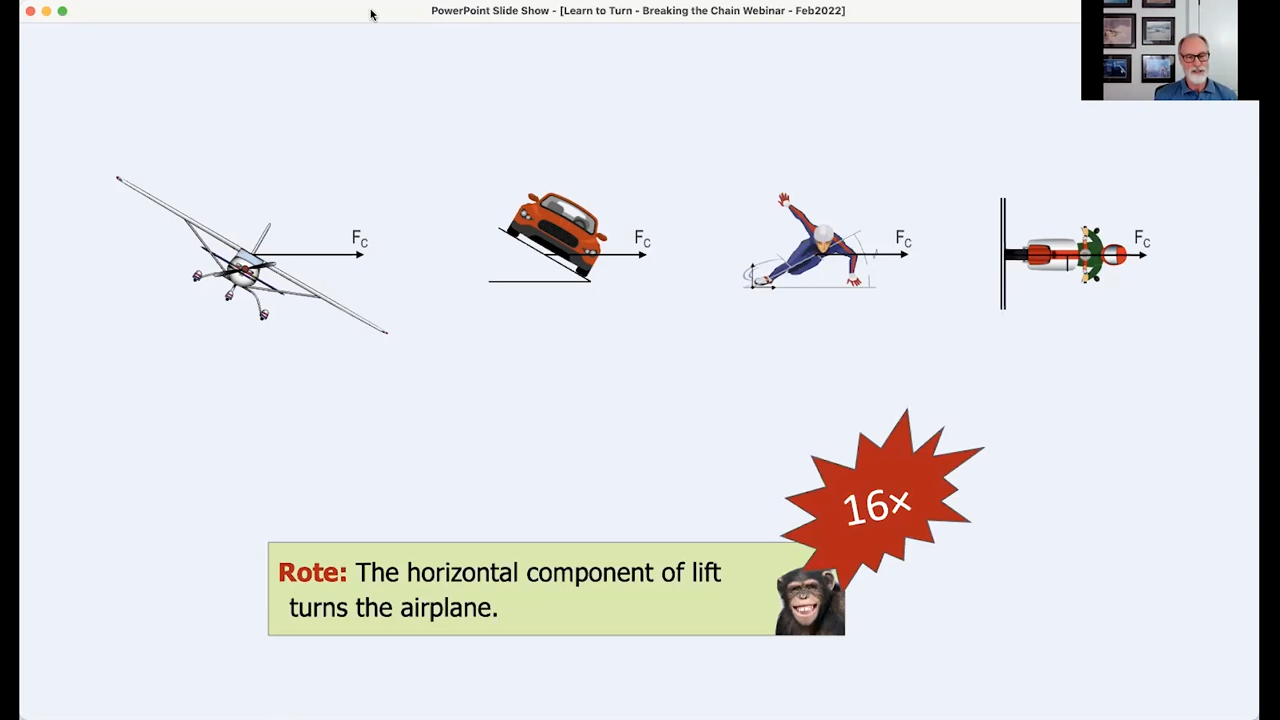 PowerPoint Slide Show - [Learn to Turn - Breaking the Chain Webinar - Feb2022]
FC
FC
FC
FC
16×
Rote: The horizontal component of lift
turns the airplane.